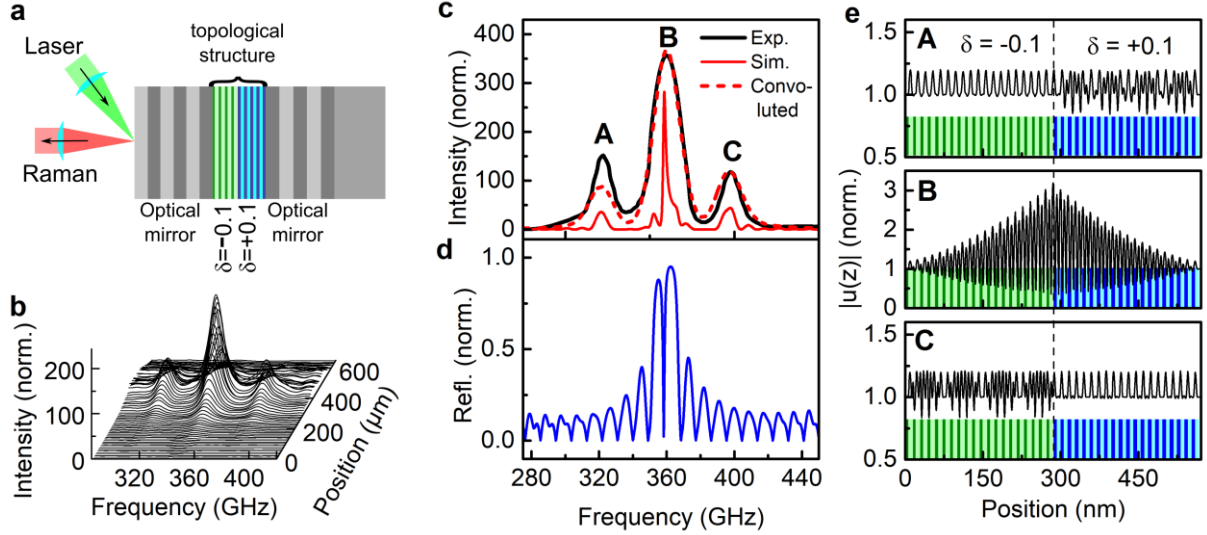 a
Laser
Raman
topological
structure
Optical
mirror
δ=-0.1
δ=+0.1
Optical
mirror
b
Intensity (norm.)
200
100
0
320 360 400
Frequency (GHz)
0
200
400
600
Position (μm)
c
Intensity (norm.)
400
300
200
100
0
A
B
C
Exp.
Sim.
Convo-
luted
d
Refl. (norm.)
1.0
0.5
0.0
280 320 360 400 440
Frequency (GHz)
e
|u(z)| (norm.)
A
δ = -0.1 δ = +0.1
1.5
1.0
0.5
B
3
2
1
0
C
1.5
1.0
0.5
0 150 300 450
Position (nm)